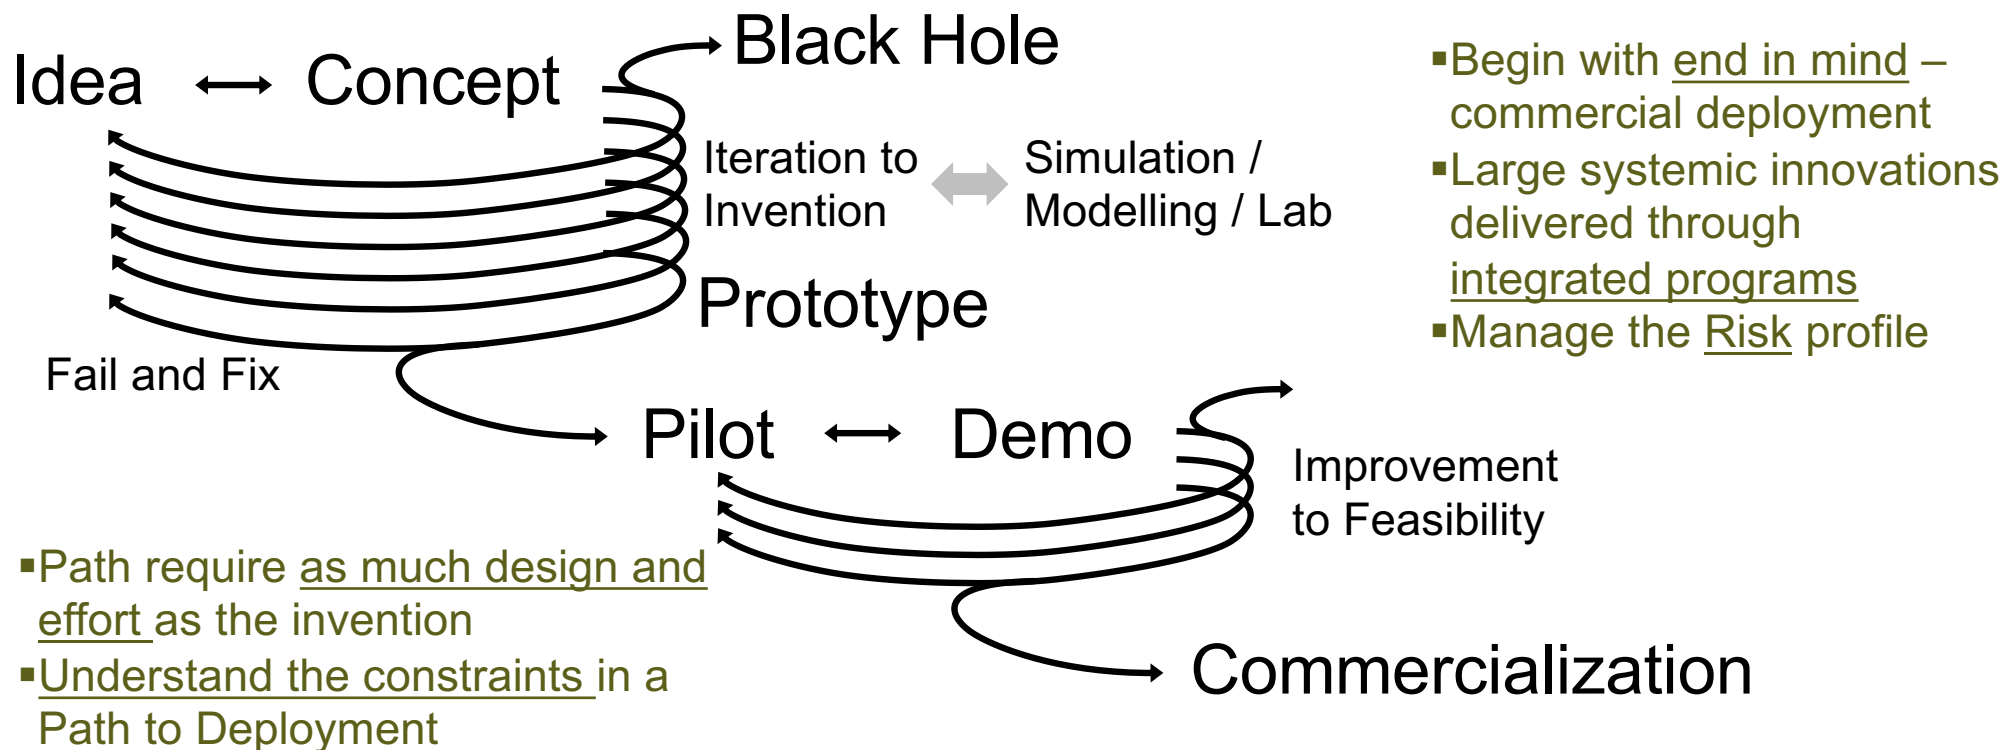 Black Hole
Idea
Concept
Iteration to
Invention
Simulation /
Modelling / Lab
Prototype
Fail and Fix
▪Begin with end in mind –
commercial deployment
▪Large systemic innovations
delivered through
integrated programs
▪Manage the Risk profile
Pilot
Demo
Improvement
to Feasibility
▪Path require as much design and
effort as the invention
▪Understand the constraints in a
Path to Deployment
Commercialization